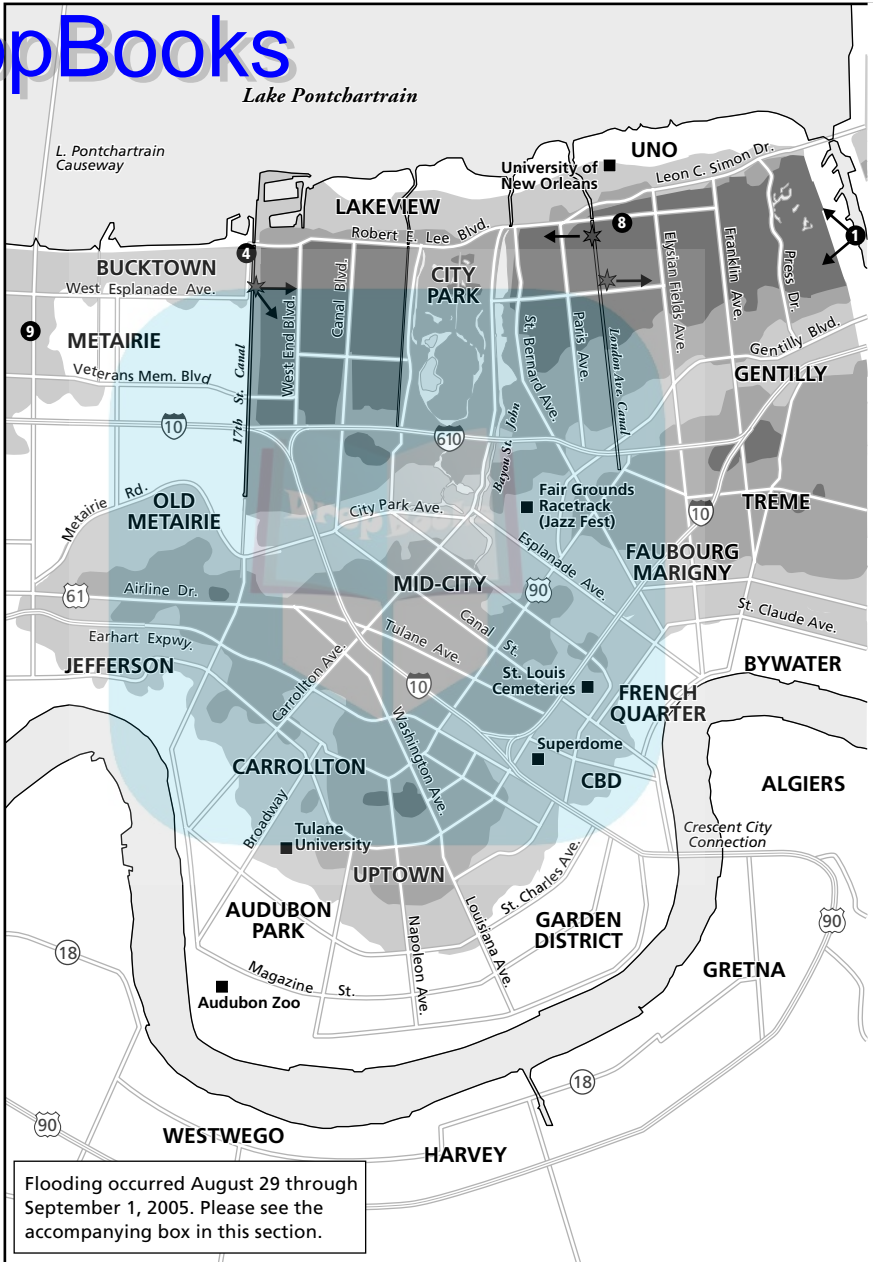 pBooks
Lake Pontchartrain
L. Pontchartrain
Causeway
UNO
University of
New Orleans
Leon C. Simon Dr.
LAKEVIEW
Robert E. Lee Blvd.
8
1
4
BUCKTOWN
West Esplanade Ave.
CITY
PARK
Canal Blvd.
West End Blvd.
Elysian Fields Ave.
Franklin Ave.
Press Dr.
9
METAIRIE
Veterans Mem. Blvd
17th St. Canal
St. Bernard Ave.
Paris Ave.
London Ave. Canal
Gentilly Blvd.
GENTILLY
10
610
Bayou St. John
Metairie Rd.
OLD
METAIRIE
DropBooks
City Park Ave.
Fair Grounds
Racetrack
(Jazz Fest)
10
TREME
Esplanade Ave.
FAUBOURG
MARIGNY
61
Airline Dr.
MID-CITY
90
St. Claude Ave.
Earhart Expwy.
Canal St.
Tulane Ave.
JEFFERSON
Carrollton Ave.
10
St. Louis
Cemeteries
BYWATER
FRENCH
QUARTER
Washington Ave.
Superdome
CARROLLTON
CBD
ALGIERS
Broadway
Tulane
University
Crescent City
Connection
UPTOWN
St. Charles Ave.
AUDUBON
PARK
Louisiana Ave.
Napoleon Ave.
GARDEN
DISTRICT
90
18
GRETNA
Magazine St.
Audubon Zoo
18
90
WESTWEGO
HARVEY
Flooding occurred August 29 through
September 1, 2005. Please see the
accompanying box in this section.